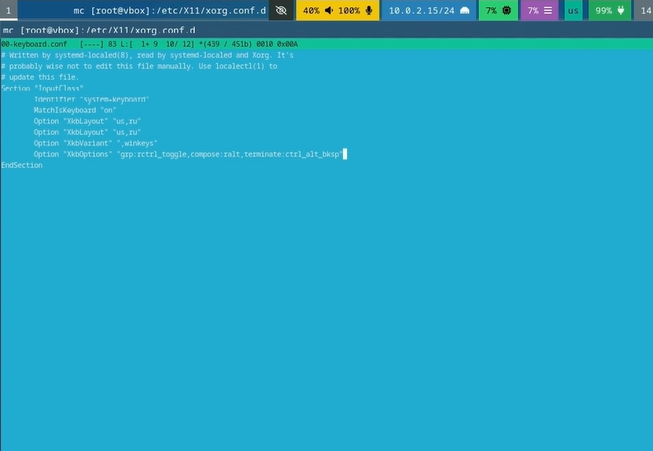 1 mc [root@vbox]:/etc/X11/xorg.conf.d 40% 100% 10.0.2.15/24 7% 7% us 99% 14
mc [root@vbox]:/etc/X11/xorg.conf.d
00-keyboard.conf [----] 83 L:[ 1+ 9 10/ 12] *(439 / 451b) 0010 0x00A
# Written by systemd-localed(8), read by systemd-localed and Xorg. It's
# probably wise not to edit this file manually. Use localectl(1) to
# update this file.
Section "InputClass"
Identifier "system-keyboard"
MatchIsKeyboard "on"
Option "XkbLayout" "us,ru"
Option "XkbLayout" "us,ru"
Option "XkbVariant" ",winkeys"
Option "XkbOptions" "grp:rctrl_toggle,compose:ralt,terminate:ctrl_alt_bksp"
EndSection